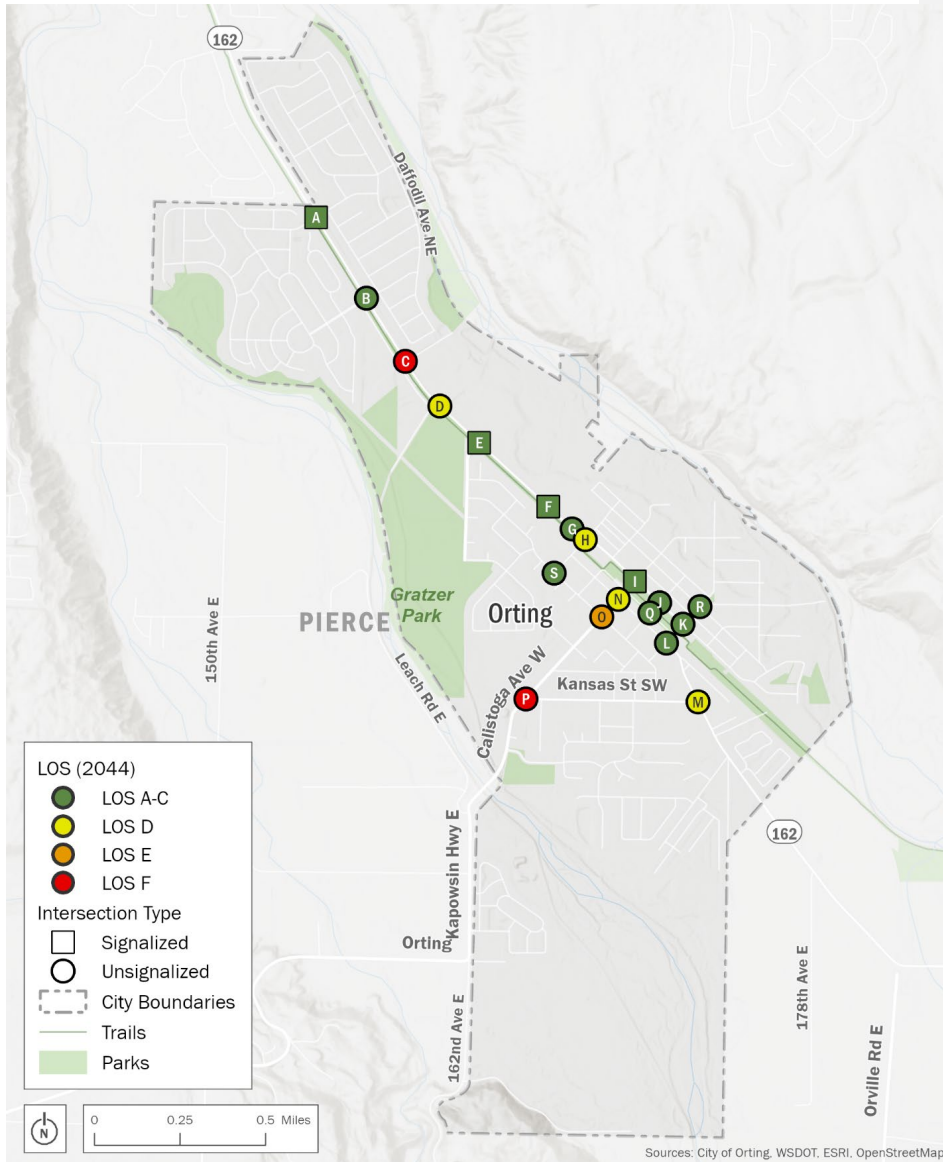 162
Daffodil Ave NE
A
B
C
D
E
F
G
H
S
I
N
J
R
Q
O
K
L
Gratzer
Park
Orting
PIERCE
150th Ave E
Leach Rd E
Calistoga Ave W
Kansas St SW
P
M
LOS (2044)
LOS A-C
LOS D
LOS E
LOS F
Intersection Type
Signalized
Unsignalized
City Boundaries
Trails
Parks
162
Orting Kapowsin Hwy E
178th Ave E
162nd Ave E
Orville Rd E
N
0 0.25 0.5 Miles
Sources: City of Orting, WSDOT, ESRI, OpenStreetMap